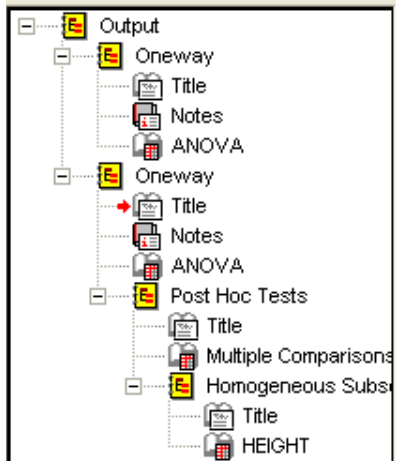 Output
Oneway
Title
Notes
ANOVA
Oneway
Title
Notes
ANOVA
Post Hoc Tests
Title
Multiple Comparisons
Homogeneous Subs
Title
HEIGHT